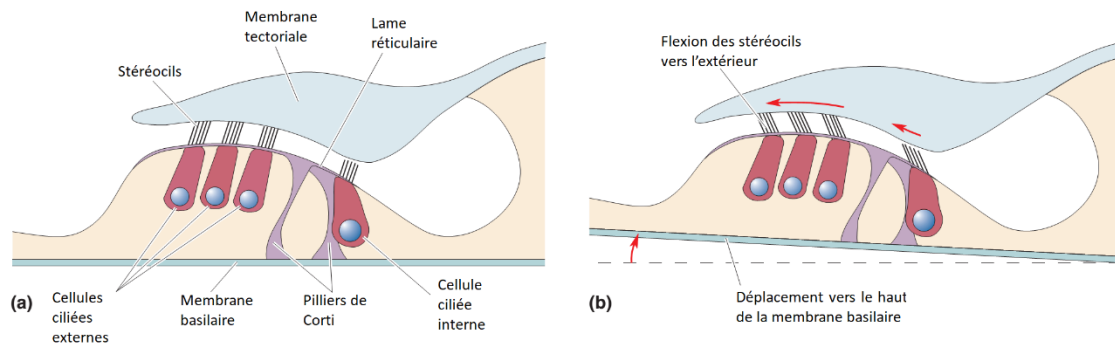 Membrane
tectoriale
Lame
réticulaire
Stéréocils
(a)
Cellules
ciliées
externes
Membrane
basilaire
Pilliers de
Corti
Cellule
ciliée
interne
Flexion des stéréocils
vers l'extérieur
(b)
Déplacement vers le haut
de la membrane basilaire